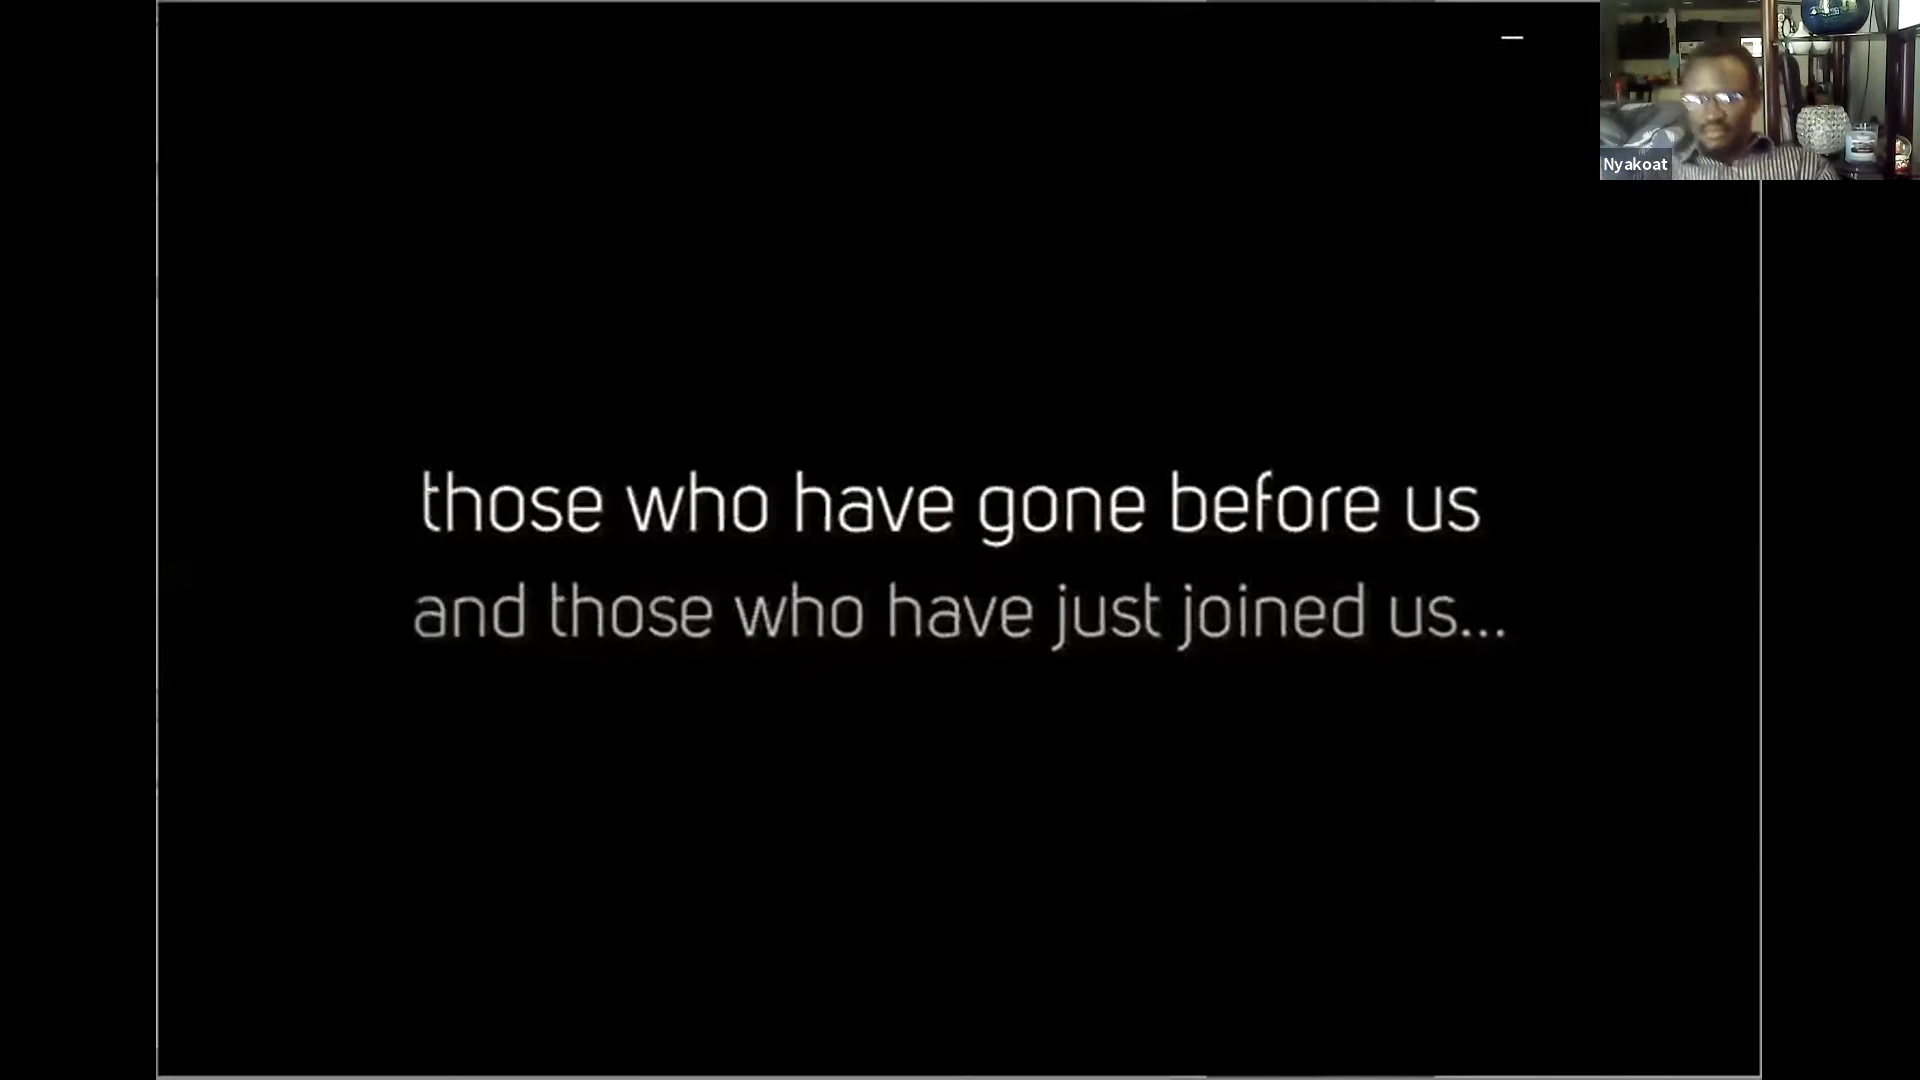 Nyakoat
those who have gone before us
and those who have just joined us...